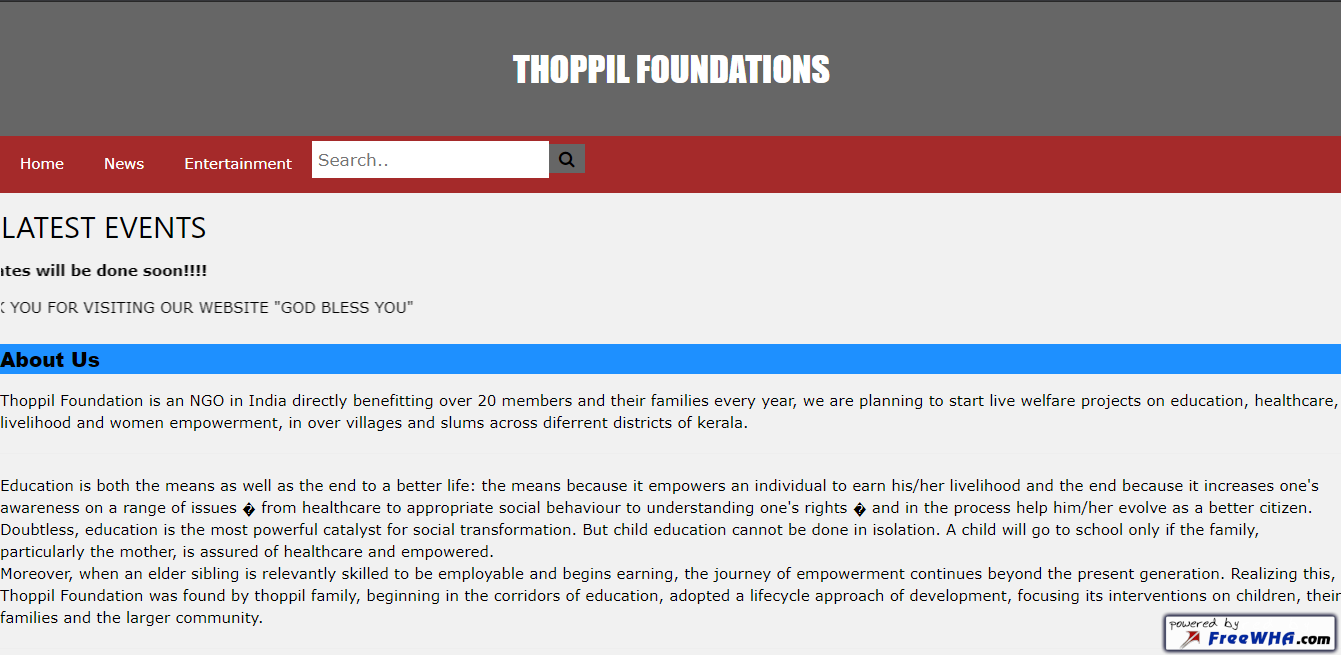 THOPPIL FOUNDATIONS
Home News Entertainment Search..
LATEST EVENTS
will be done soon!!!!
YOU FOR VISITING OUR WEBSITE "GOD BLESS YOU"
About Us
Thoppil Foundation is an NGO in India directly benefitting over 20 members and their families every year, we are planning to start live welfare projects on education, healthcare,
livelihood and women empowerment, in over villages and slums across diferrent districts of kerala.
Education is both the means as well as the end to a better life: the means because it empowers an individual to earn his/her livelihood and the end because it increases one's
awareness on a range of issues � from healthcare to appropriate social behaviour to understanding one's rights � and in the process help him/her evolve as a better citizen.
Doubtless, education is the most powerful catalyst for social transformation. But child education cannot be done in isolation. A child will go to school only if the family,
particularly the mother, is assured of healthcare and empowered.
Moreover, when an elder sibling is relevantly skilled to be employable and begins earning, the journey of empowerment continues beyond the present generation. Realizing this,
Thoppil Foundation was found by thoppil family, beginning in the corridors of education, adopted a lifecycle approach of development, focusing its interventions on children, their
families and the larger community.
powered by
FreeWHA.com